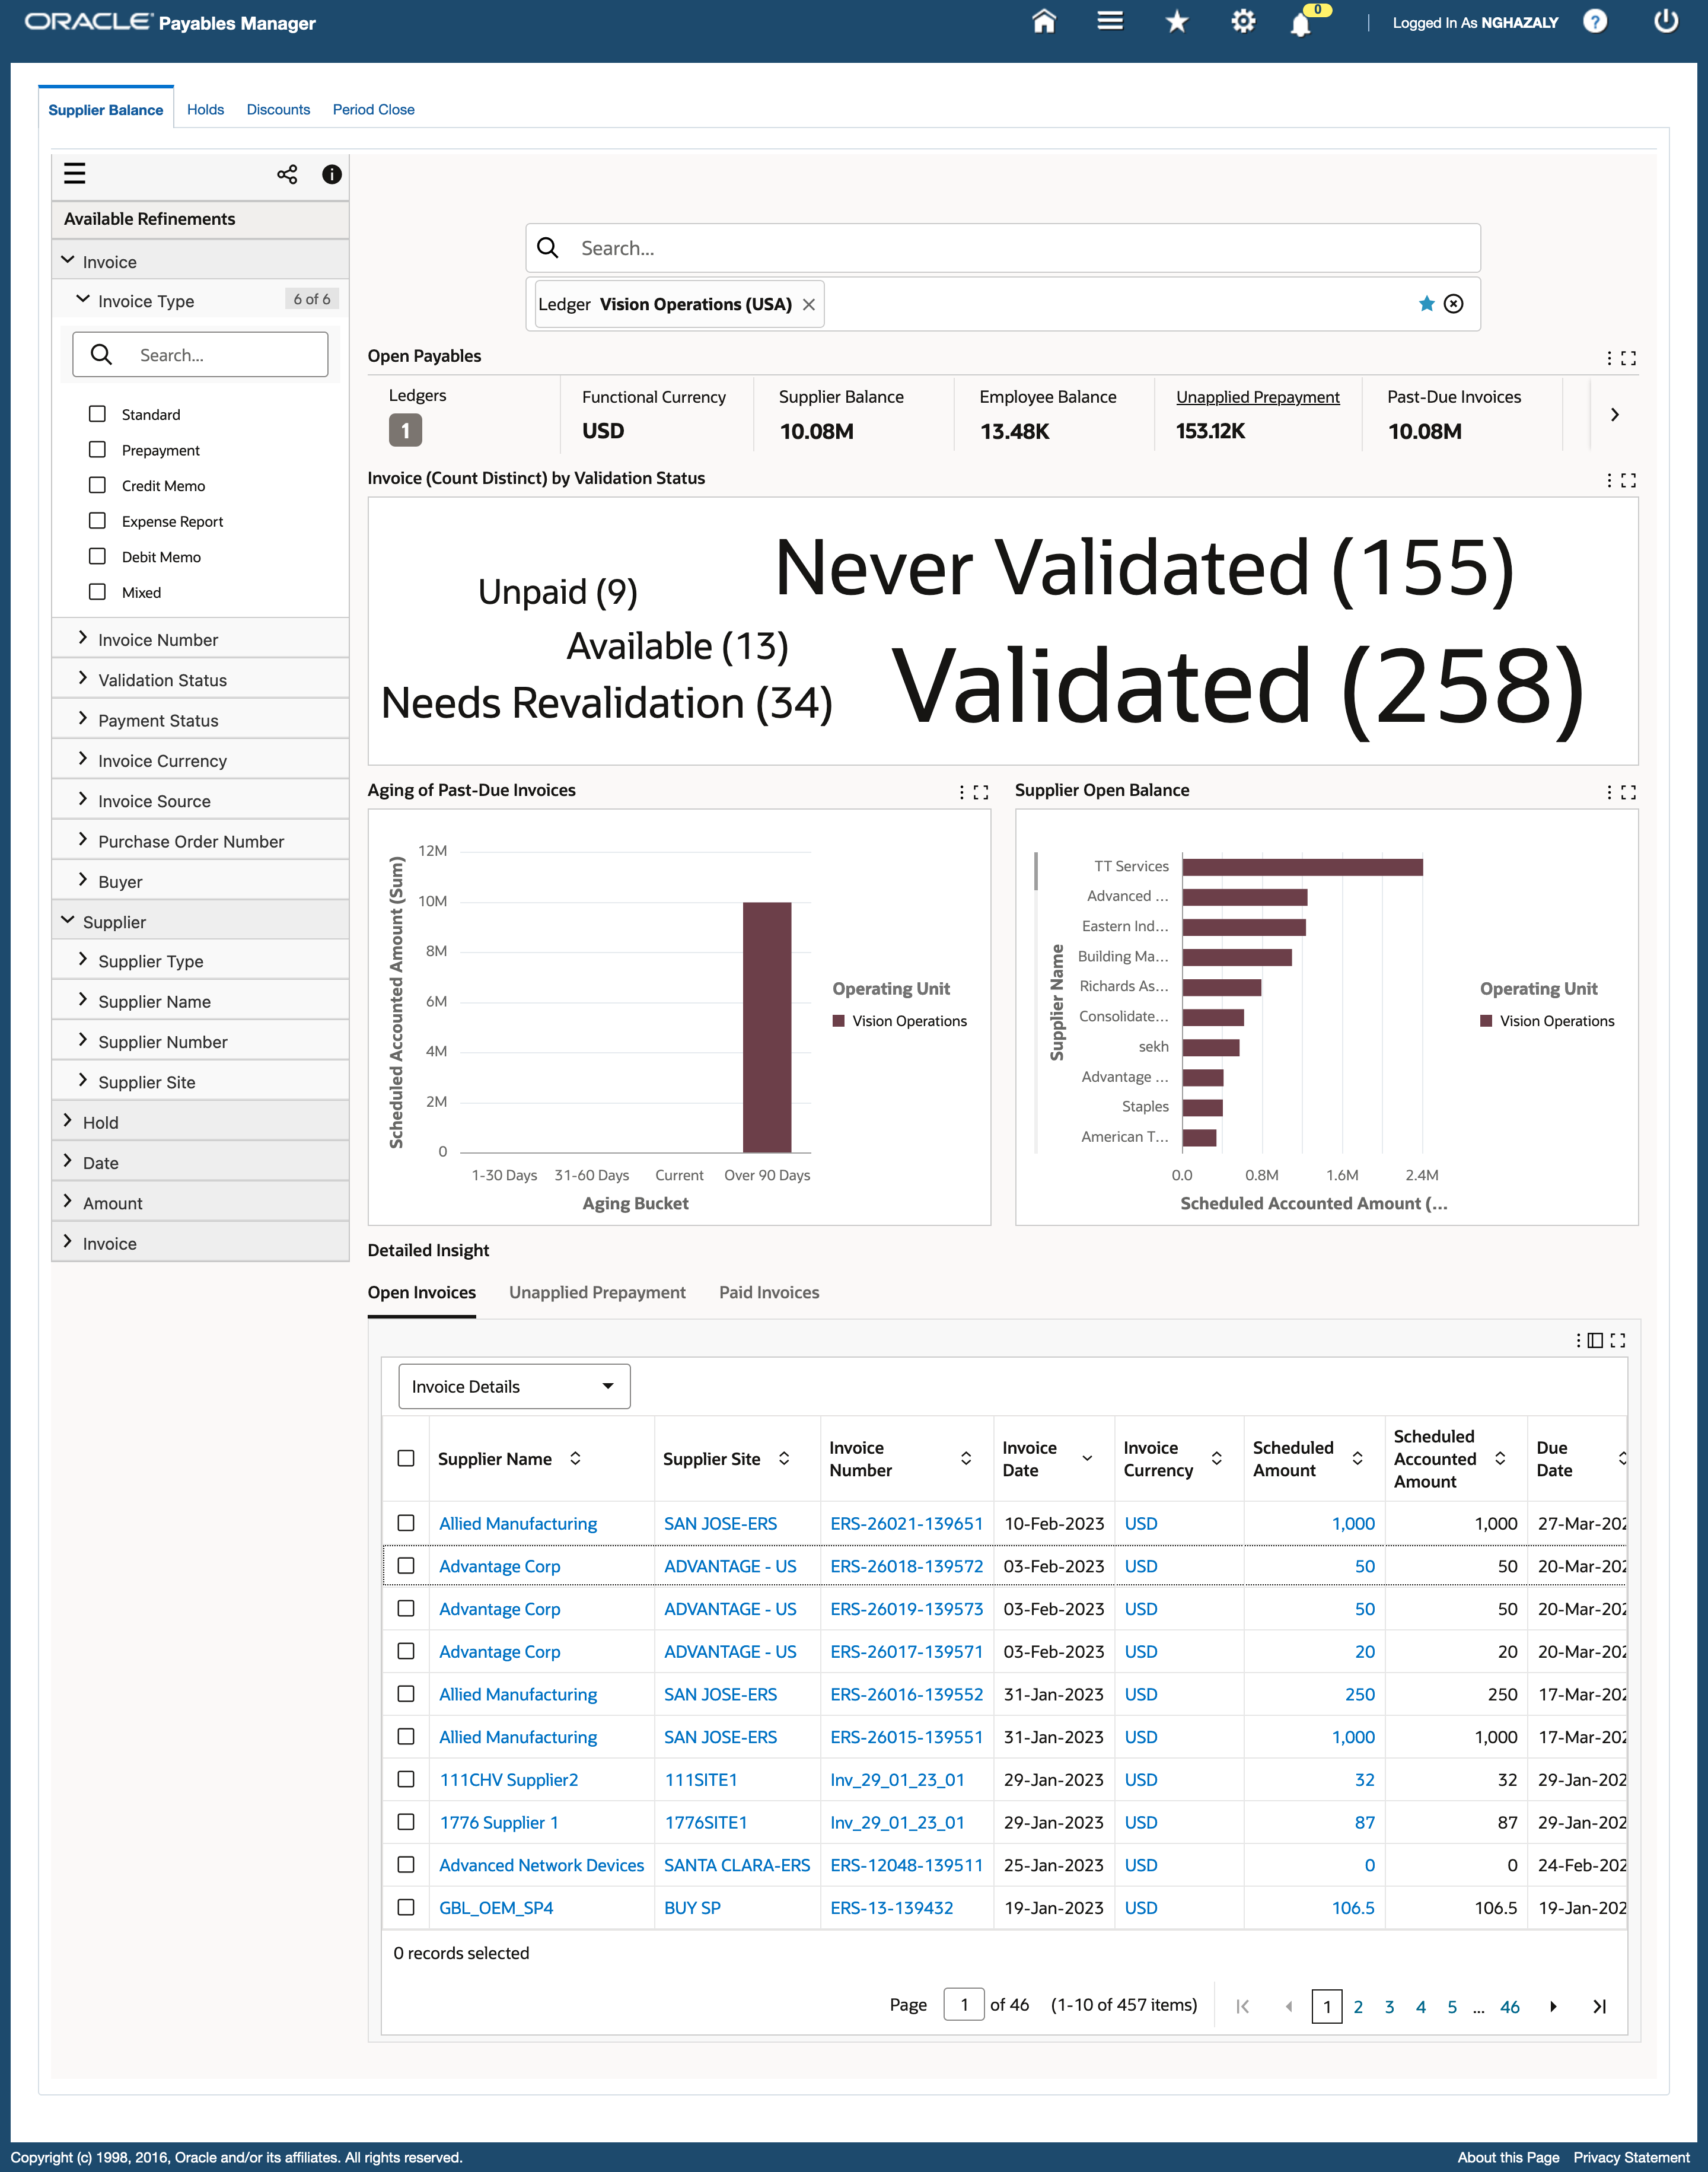 ORACLE® Payables Manager
0
Logged In As NGHAZALY
?
Supplier Balance Holds Discounts Period Close
Available Refinements
Invoice
Invoice Type 6 of 6
Search...
Standard
Prepayment
Credit Memo
Expense Report
Debit Memo
Mixed
Invoice Number
Validation Status
Payment Status
Invoice Currency
Invoice Source
Purchase Order Number
Buyer
Supplier
Supplier Type
Supplier Name
Supplier Number
Supplier Site
Hold
Date
Amount
Invoice
Search...
Ledger Vision Operations (USA)
Open Payables
Ledgers
1
Functional Currency
USD
Supplier Balance
10.08M
Employee Balance
13.48K
Unapplied Prepayment
153.12K
Past-Due Invoices
10.08M
Invoice (Count Distinct) by Validation Status
Never Validated (155)
Unpaid (9)
Available (13)
Validated (258)
Needs Revalidation (34)
Aging of Past-Due Invoices
Scheduled Accounted Amount (Sum)
12M
10M
8M
6M
4M
2M
0
1-30 Days 31-60 Days Current Over 90 Days
Aging Bucket
Operating Unit
Vision Operations
Supplier Open Balance
Supplier Name
TT Services
Advanced ...
Eastern Ind...
Building Ma...
Richards As...
Consolidate...
sekh
Advantage ...
Staples
American T...
0.0 0.8M 1.6M 2.4M
Scheduled Accounted Amount (...
Operating Unit
Vision Operations
Detailed Insight
Open Invoices Unapplied Prepayment Paid Invoices
Invoice Details
Supplier Name Supplier Site Invoice Number Invoice Date Invoice Currency Scheduled Amount Scheduled Accounted Amount Due Date
Allied Manufacturing SAN JOSE-ERS ERS-26021-139651 10-Feb-2023 USD 1,000 1,000 27-Mar-202
Advantage Corp ADVANTAGE - US ERS-26018-139572 03-Feb-2023 USD 50 50 20-Mar-202
Advantage Corp ADVANTAGE - US ERS-26019-139573 03-Feb-2023 USD 50 50 20-Mar-202
Advantage Corp ADVANTAGE - US ERS-26017-139571 03-Feb-2023 USD 20 20 20-Mar-202
Allied Manufacturing SAN JOSE-ERS ERS-26016-139552 31-Jan-2023 USD 250 250 17-Mar-202
Allied Manufacturing SAN JOSE-ERS ERS-26015-139551 31-Jan-2023 USD 1,000 1,000 17-Mar-202
111CHV Supplier2 111SITE1 Inv_29_01_23_01 29-Jan-2023 USD 32 32 29-Jan-202
1776 Supplier 1 1776SITE1 Inv_29_01_23_01 29-Jan-2023 USD 87 87 29-Jan-202
Advanced Network Devices SANTA CLARA-ERS ERS-12048-139511 25-Jan-2023 USD 0 0 24-Feb-202
GBL_OEM_SP4 BUY SP ERS-13-139432 19-Jan-2023 USD 106.5 106.5 19-Jan-202
0 records selected
Page 1 of 46 (1-10 of 457 items) 1 2 3 4 5 ... 46
Copyright (c) 1998, 2016, Oracle and/or its affiliates. All rights reserved.
About this Page Privacy Statement